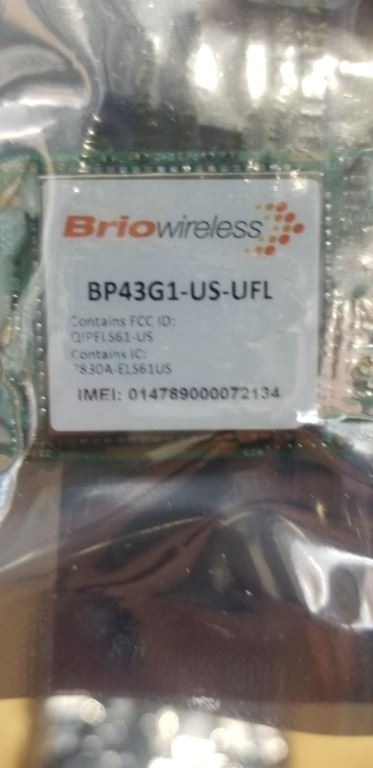 Briowireless
BP43G1-US-UFL
Contains FCC ID:
QIPELS61-US
Contains IC:
7830A-ELS61US
IMEI: 014789000072134